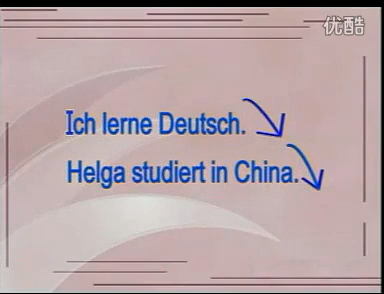 优酷
Ich lerne Deutsch.
Helga studiert in China.